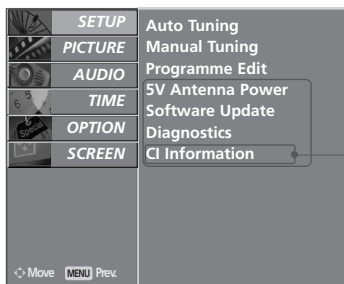 SETUP
PICTURE
AUDIO
TIME
OPTION
SCREEN
Auto Tuning
Manual Tuning
Programme Edit
5V Antenna Power
Software Update
Diagnostics
CI Information
Move MENU Prev.